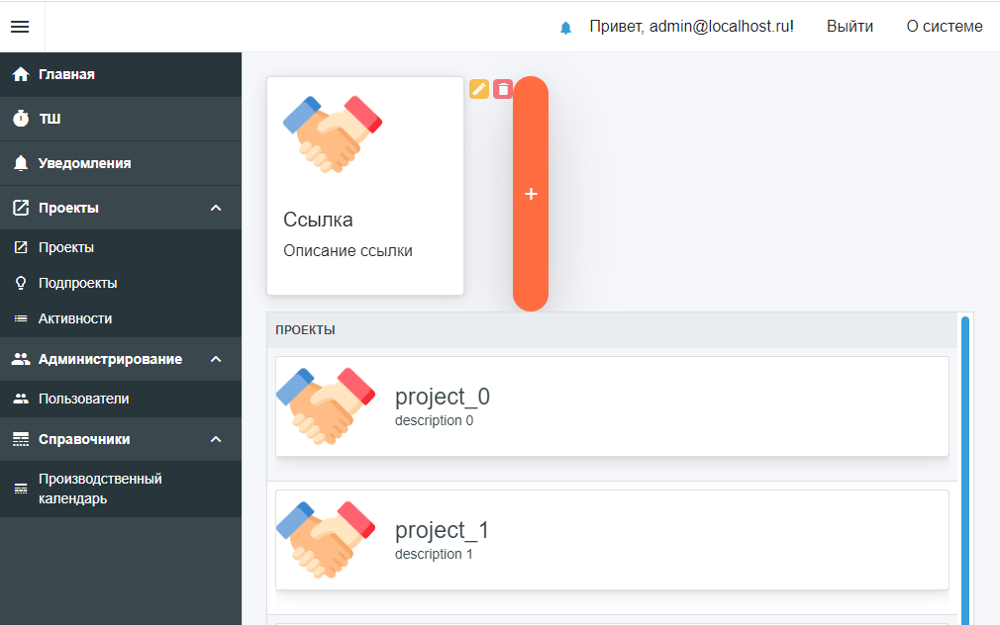 Привет, admin@localhost.ru!
Выйти
О системе
Главная
ТШ
Уведомления
Проекты
Проекты
Подпроекты
Активности
Администрирование
Пользователи
Справочники
Производственный
календарь
+
Ссылка
Описание ссылки
ПРОЕКТЫ
project_0
description 0
project_1
description 1